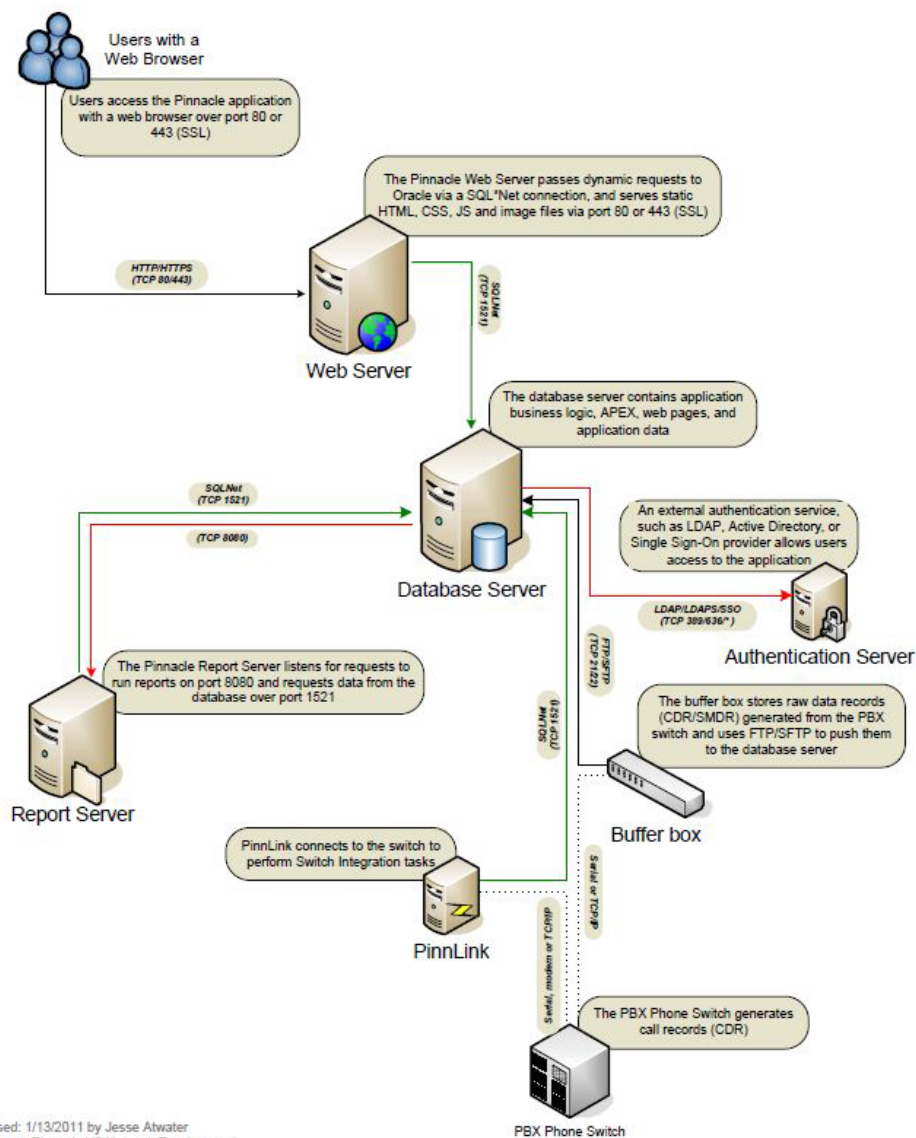 Users with a
Web Browser
Users access the Pinnacle application
with a web browser over port 80 or
443 (SSL)
The Pinnacle Web Server passes dynamic requests to
Oracle via a SQL*Net connection, and serves static
HTML, CSS, JS and image files via port 80 or 443 (SSL)
HTTP/HTTPS
(TCP 80/443)
SQLNet
(TCP 1521)
Web Server
The database server contains application
business logic, APEX, web pages, and
application data
SQLNet
(TCP 1521)
(TCP 8080)
Database Server
An external authentication service,
such as LDAP, Active Directory, or
Single Sign-On provider allows users
access to the application
LDAP/LDAPS/SSO
(TCP 389/636/*)
Authentication Server
FTP/SFTP
(TCP 21/22)
The Pinnacle Report Server listens for requests to
run reports on port 8080 and requests data from the
database over port 1521
Report Server
SQLNet
(TCP 1521)
The buffer box stores raw data records
(CDR/SMDR) generated from the PBX
switch and uses FTP/SFTP to push them
to the database server
Buffer box
PinnLink connects to the switch to
perform Switch Integration tasks
PinnLink
Serial or TCP/IP
Serial, modem or TCP/IP
The PBX Phone Switch generates
call records (CDR)
PBX Phone Switch
sed: 1/13/2011 by Jesse Atwater